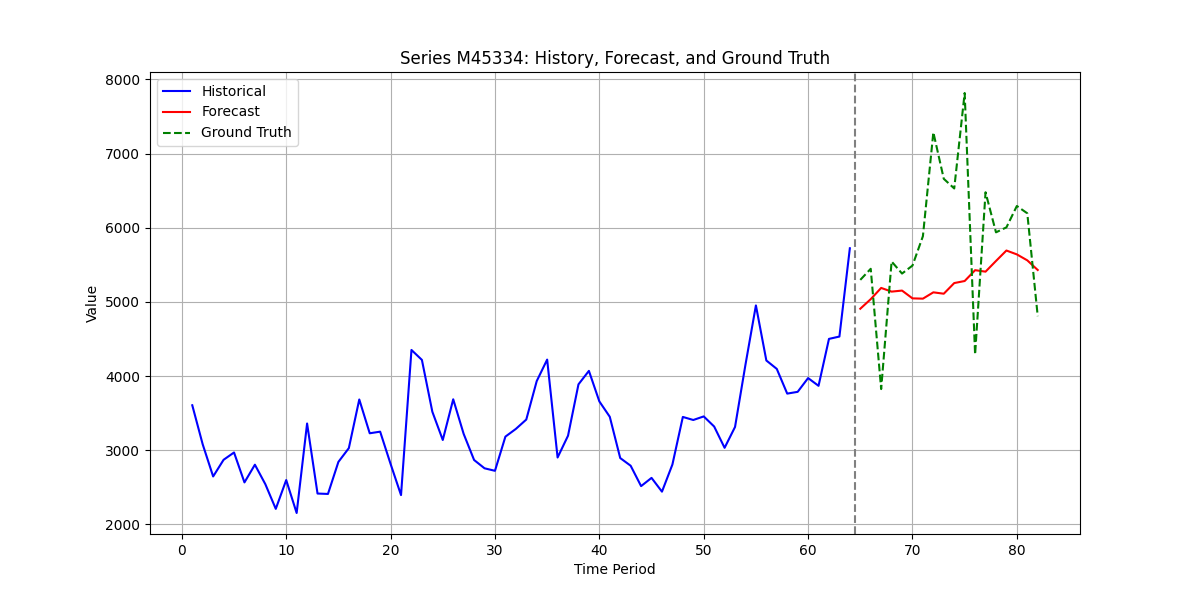 Series M45334: History, Forecast, and Ground Truth
Historical
Forecast
Ground Truth
8000
7000
6000
5000
4000
3000
2000
Value
0 10 20 30 40 50 60 70 80
Time Period